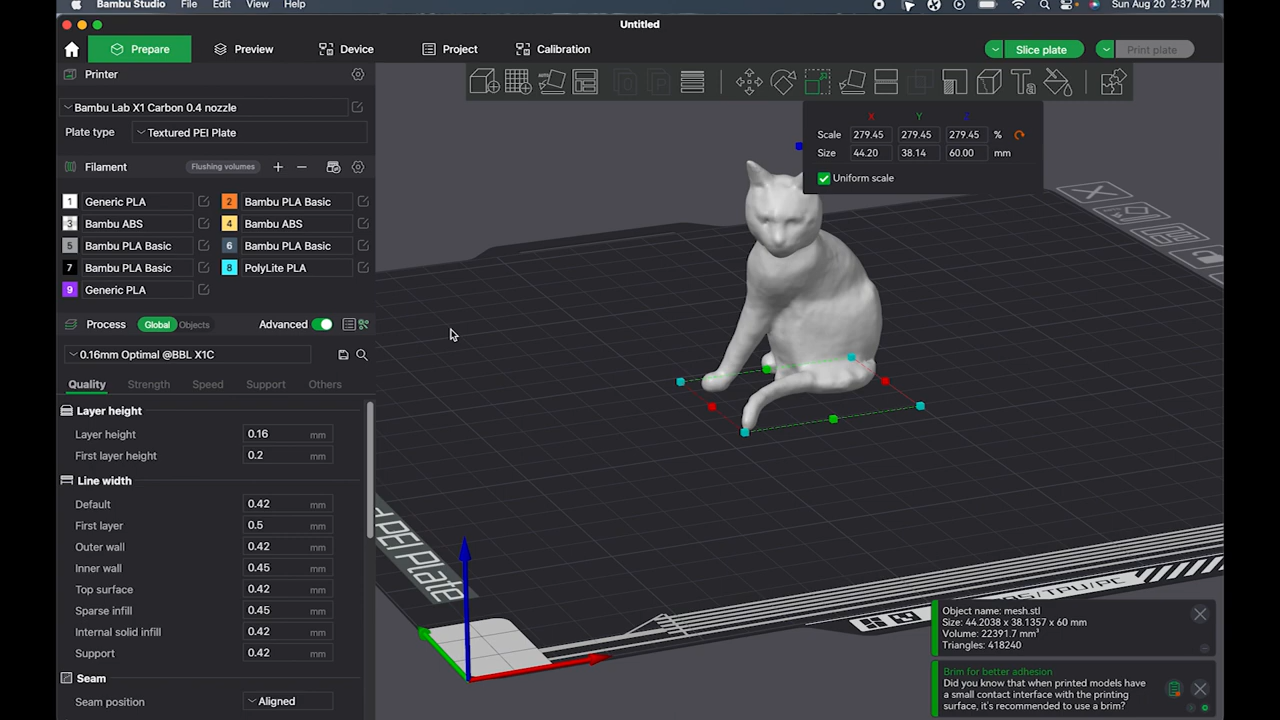 Bambu Studio File Edit View Help Sun Aug 20 2:37 PM
Untitled
Prepare Preview Device Project Calibration Slice plate Print plate
Printer
Bambu Lab X1 Carbon 0.4 nozzle
Plate type Textured PEI Plate
X Y Z
Scale 279.45 279.45 279.45 %
Size 44.20 38.14 60.00 mm
Uniform scale
Filament Flushing volumes
1 Generic PLA 2 Bambu PLA Basic
3 Bambu ABS 4 Bambu ABS
5 Bambu PLA Basic 6 Bambu PLA Basic
7 Bambu PLA Basic 8 PolyLite PLA
9 Generic PLA
Process Global Objects Advanced
0.16mm Optimal @BBL X1C
Quality Strength Speed Support Others
Layer height
Layer height 0.16 mm
First layer height 0.2 mm
Line width
Default 0.42 mm
First layer 0.5 mm
Outer wall 0.42 mm
Inner wall 0.45 mm
Top surface 0.42 mm
Sparse infill 0.45 mm
Internal solid infill 0.42 mm
Support 0.42 mm
Seam
Seam position Aligned
PEI Plate
/TPU/PC
Object name: mesh.stl
Size: 44.2038 x 38.1357 x 60 mm
Volume: 22391.7 mm³
Triangles: 418240
Brim for better adhesion
Did you know that when printed models have
a small contact interface with the printing
surface, it's recommended to use a brim?